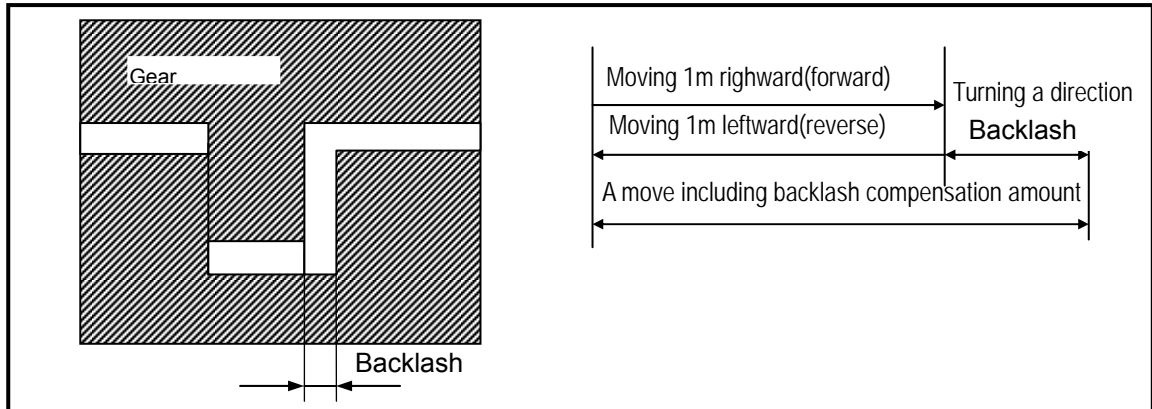 Gear
Backlash
Moving 1m righward(forward)
Turning a direction
Moving 1m leftward(reverse)
Backlash
A move including backlash compensation amount